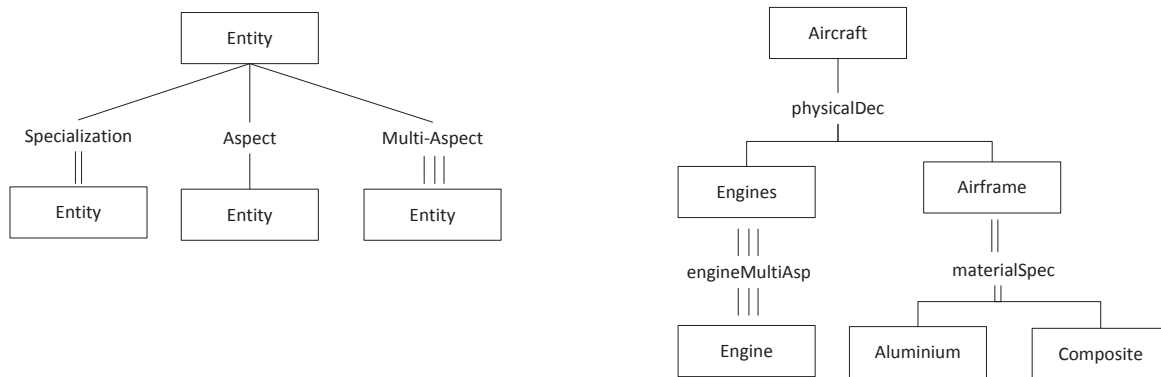 Entity
Specialization
Aspect
Multi-Aspect
Entity
Entity
Entity
Aircraft
physicalDec
Engines
Airframe
engineMultiAsp
materialSpec
Engine
Aluminium
Composite